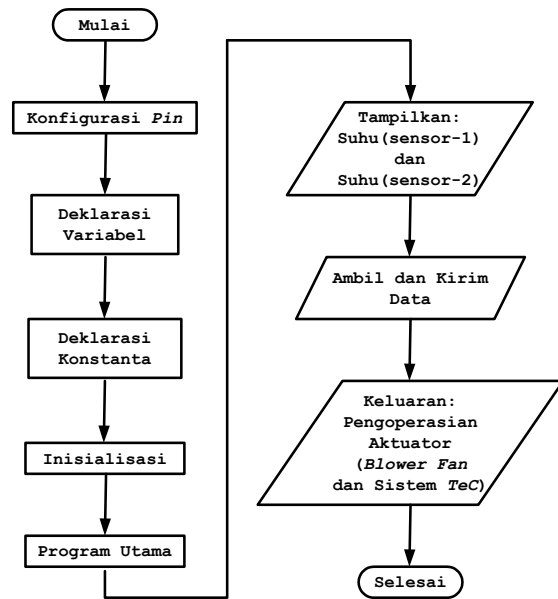 Mulai
Konfigurasi Pin
Deklarasi
Variabel
Deklarasi
Konstanta
Inisialisasi
Program Utama
Tampilkan:
Suhu(sensor-1)
dan
Suhu(sensor-2)
Ambil dan Kirim
Data
Keluaran:
Pengoperasian
Aktuator
(Blower Fan
dan Sistem TeC)
Selesai